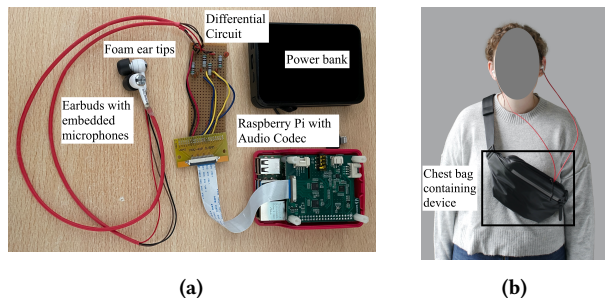 Differential
Circuit
Foam ear tips
Power bank
Earbuds with
embedded
microphones
Raspberry Pi with
Audio Codec
Chest bag
containing
device
(a)
(b)